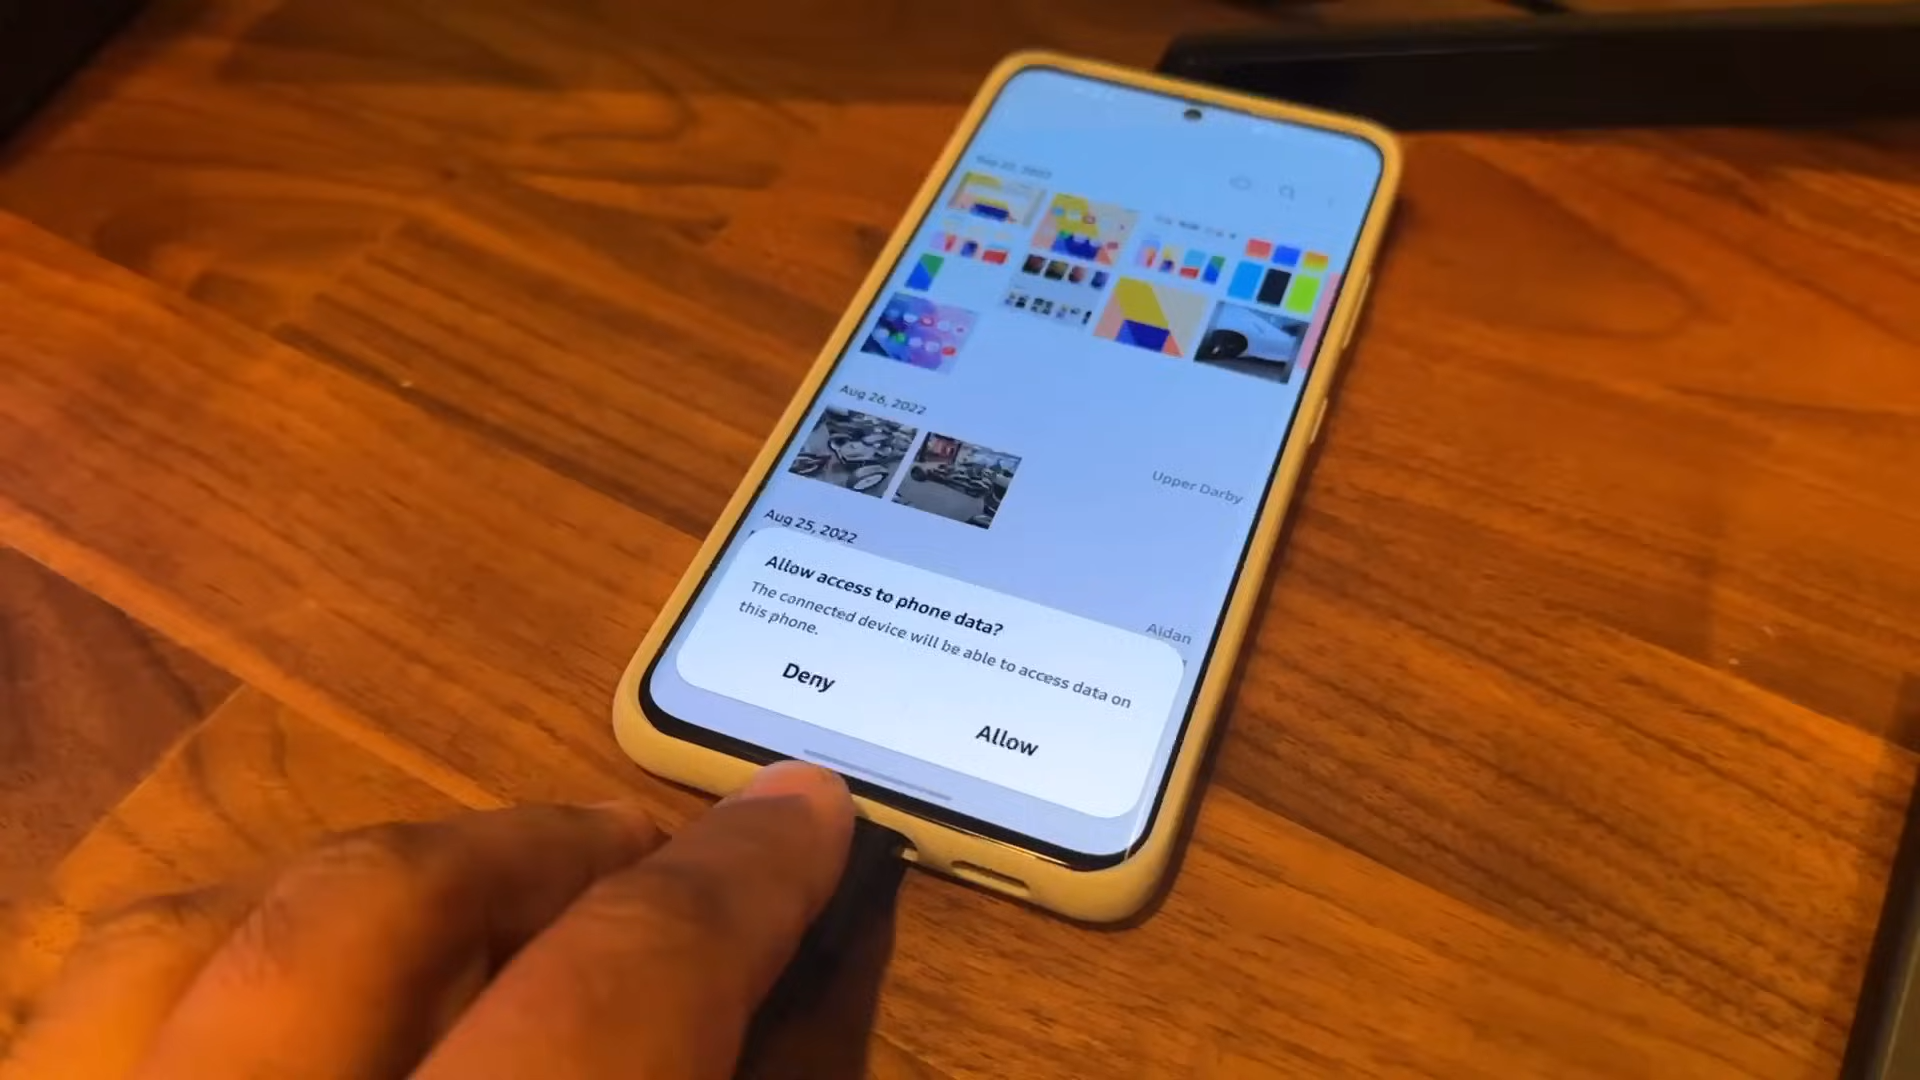 Aug 26, 2022
Upper Darby
Aug 25, 2022
Aidan
Allow access to phone data?
The connected device will be able to access data on
this phone.
Deny
Allow